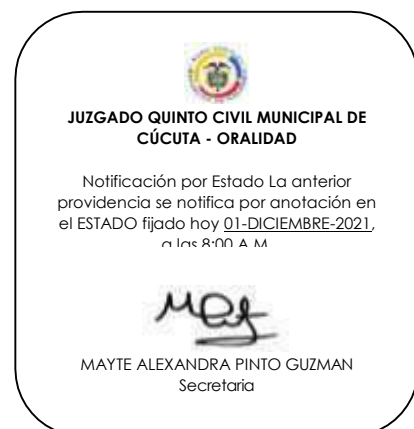 JUZGADO QUINTO CIVIL MUNICIPAL DE
CÚCUTA - ORALIDAD
Notificación por Estado La anterior
providencia se notifica por anotación en
el ESTADO fijado hoy 01-DICIEMBRE-2021,
a las 8:00 A.M
MAYTE ALEXANDRA PINTO GUZMAN
Secretaria